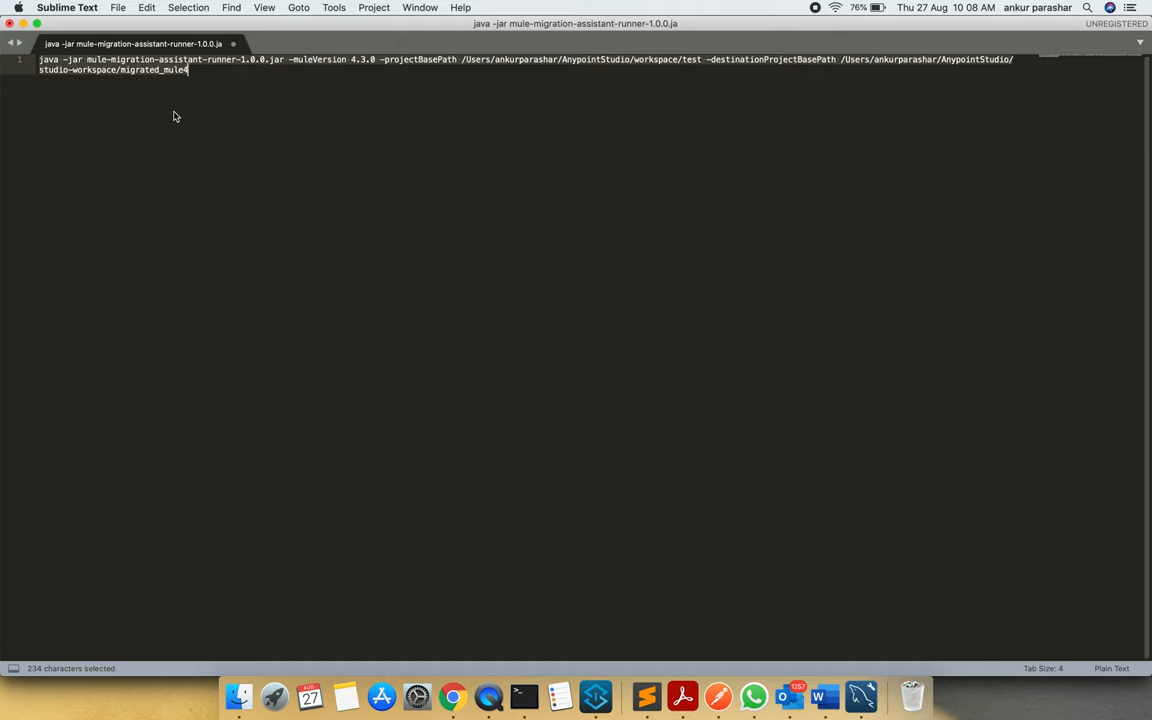 Sublime Text File Edit Selection Find View Goto Tools Project Window Help 76% Thu 27 Aug 10 08 AM ankur parashar
java -jar mule-migration-assistant-runner-1.0.0.ja UNREGISTERED
java -jar mule-migration-assistant-runner-1.0.0.ja
1 java -jar mule-migration-assistant-runner-1.0.0.jar -muleVersion 4.3.0 -projectBasePath /Users/ankurparashar/AnypointStudio/workspace/test -destinationProjectBasePath /Users/ankurparashar/AnypointStudio/
studio-workspace/migrated_mule4
234 characters selected Tab Size: 4 Plain Text
AUG
27
1257